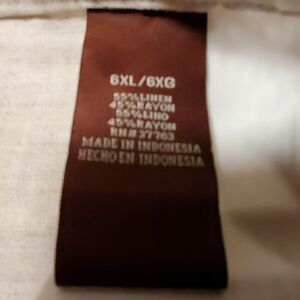 6XL/6XG
55% LINEN
45% RAYON
55% LINO
45% RAYON
RN# 37763
MADE IN INDONESIA
HECHO EN INDONESIA